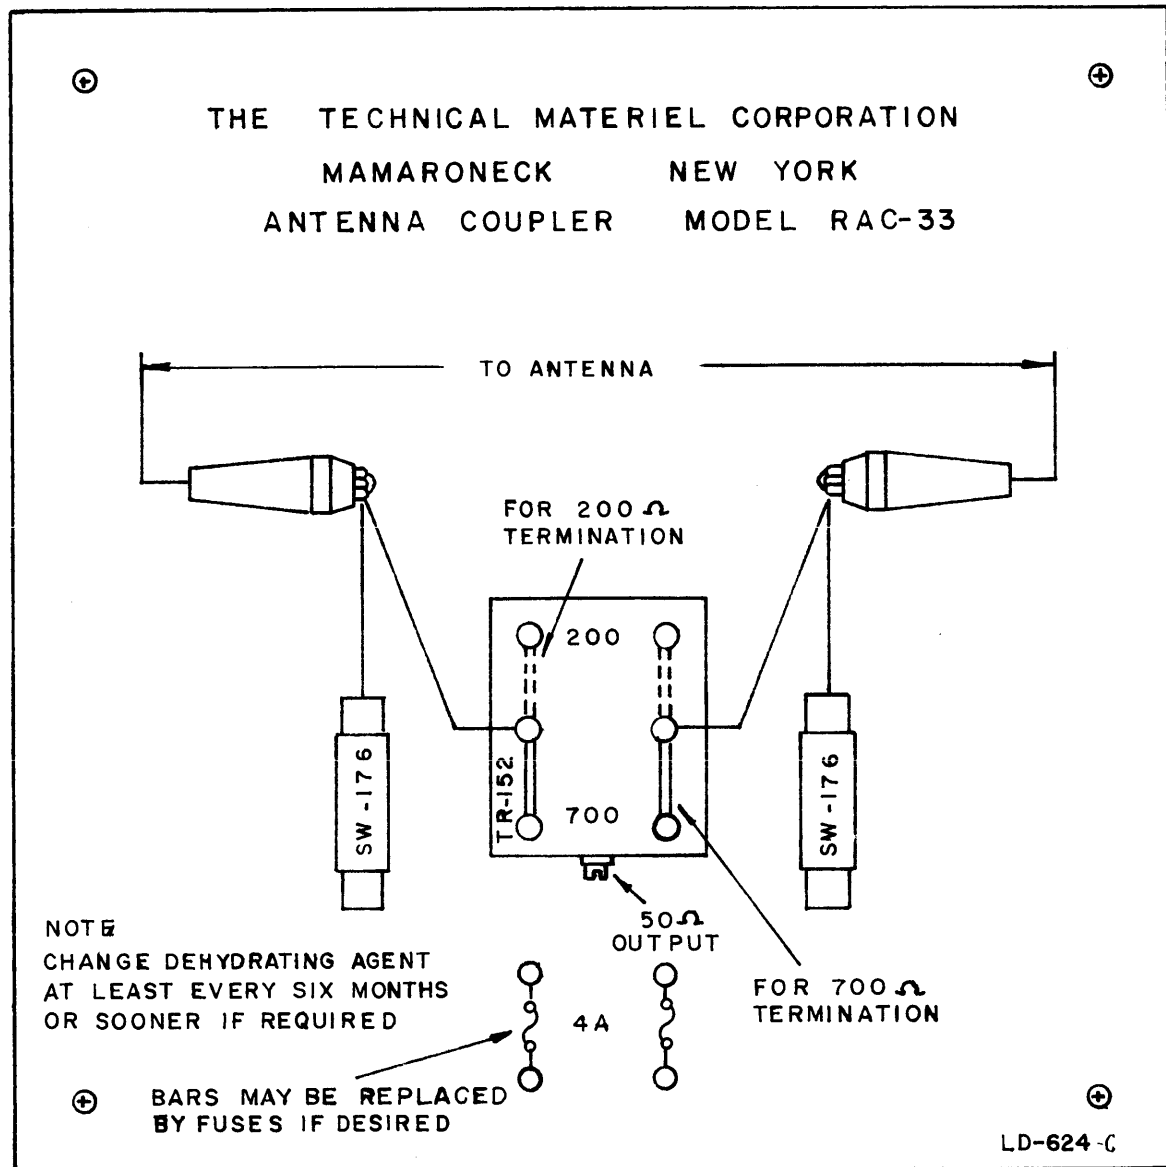 THE TECHNICAL MATERIEL CORPORATION
MAMARONECK NEW YORK
ANTENNA COUPLER MODEL RAC-33
TO ANTENNA
FOR 200 Ω
TERMINATION
200
TR-152
700
SW-176
SW-176
50Ω
OUTPUT
FOR 700 Ω
TERMINATION
NOTE
CHANGE DEHYDRATING AGENT
AT LEAST EVERY SIX MONTHS
OR SOONER IF REQUIRED
4A
BARS MAY BE REPLACED
BY FUSES IF DESIRED
LD-624-C